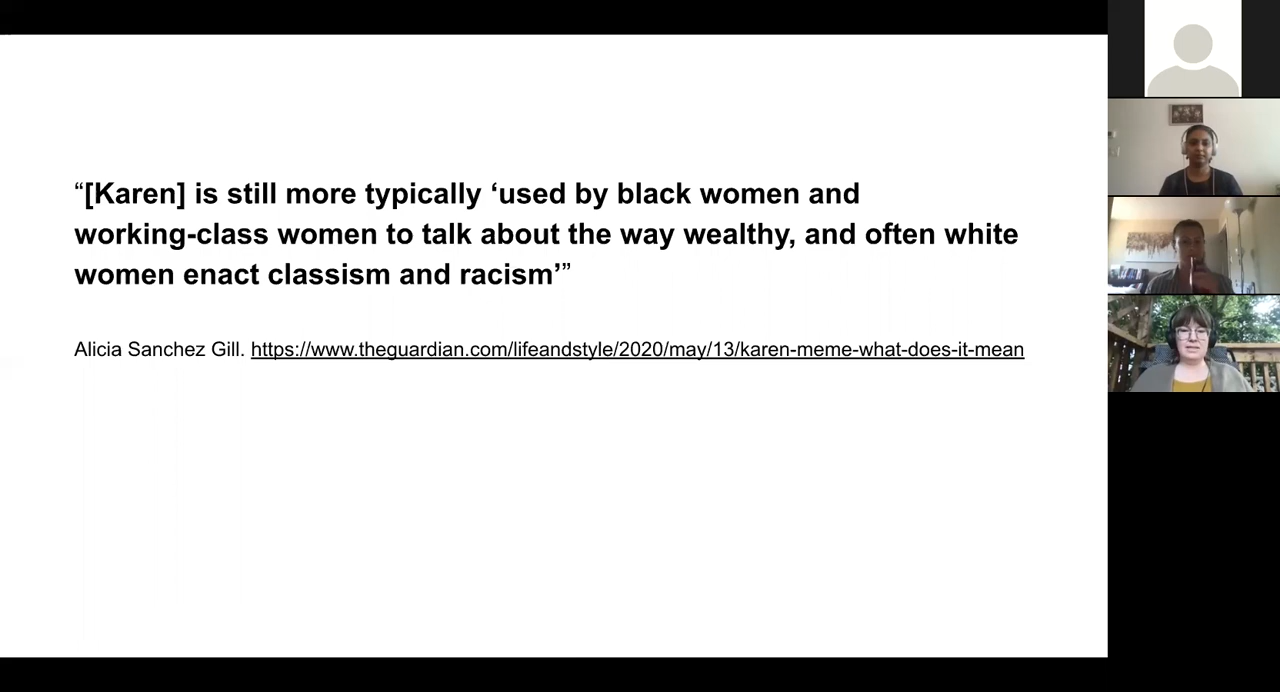 “[Karen] is still more typically ‘used by black women and
working-class women to talk about the way wealthy, and often white
women enact classism and racism’”
Alicia Sanchez Gill. https://www.theguardian.com/lifeandstyle/2020/may/13/karen-meme-what-does-it-mean